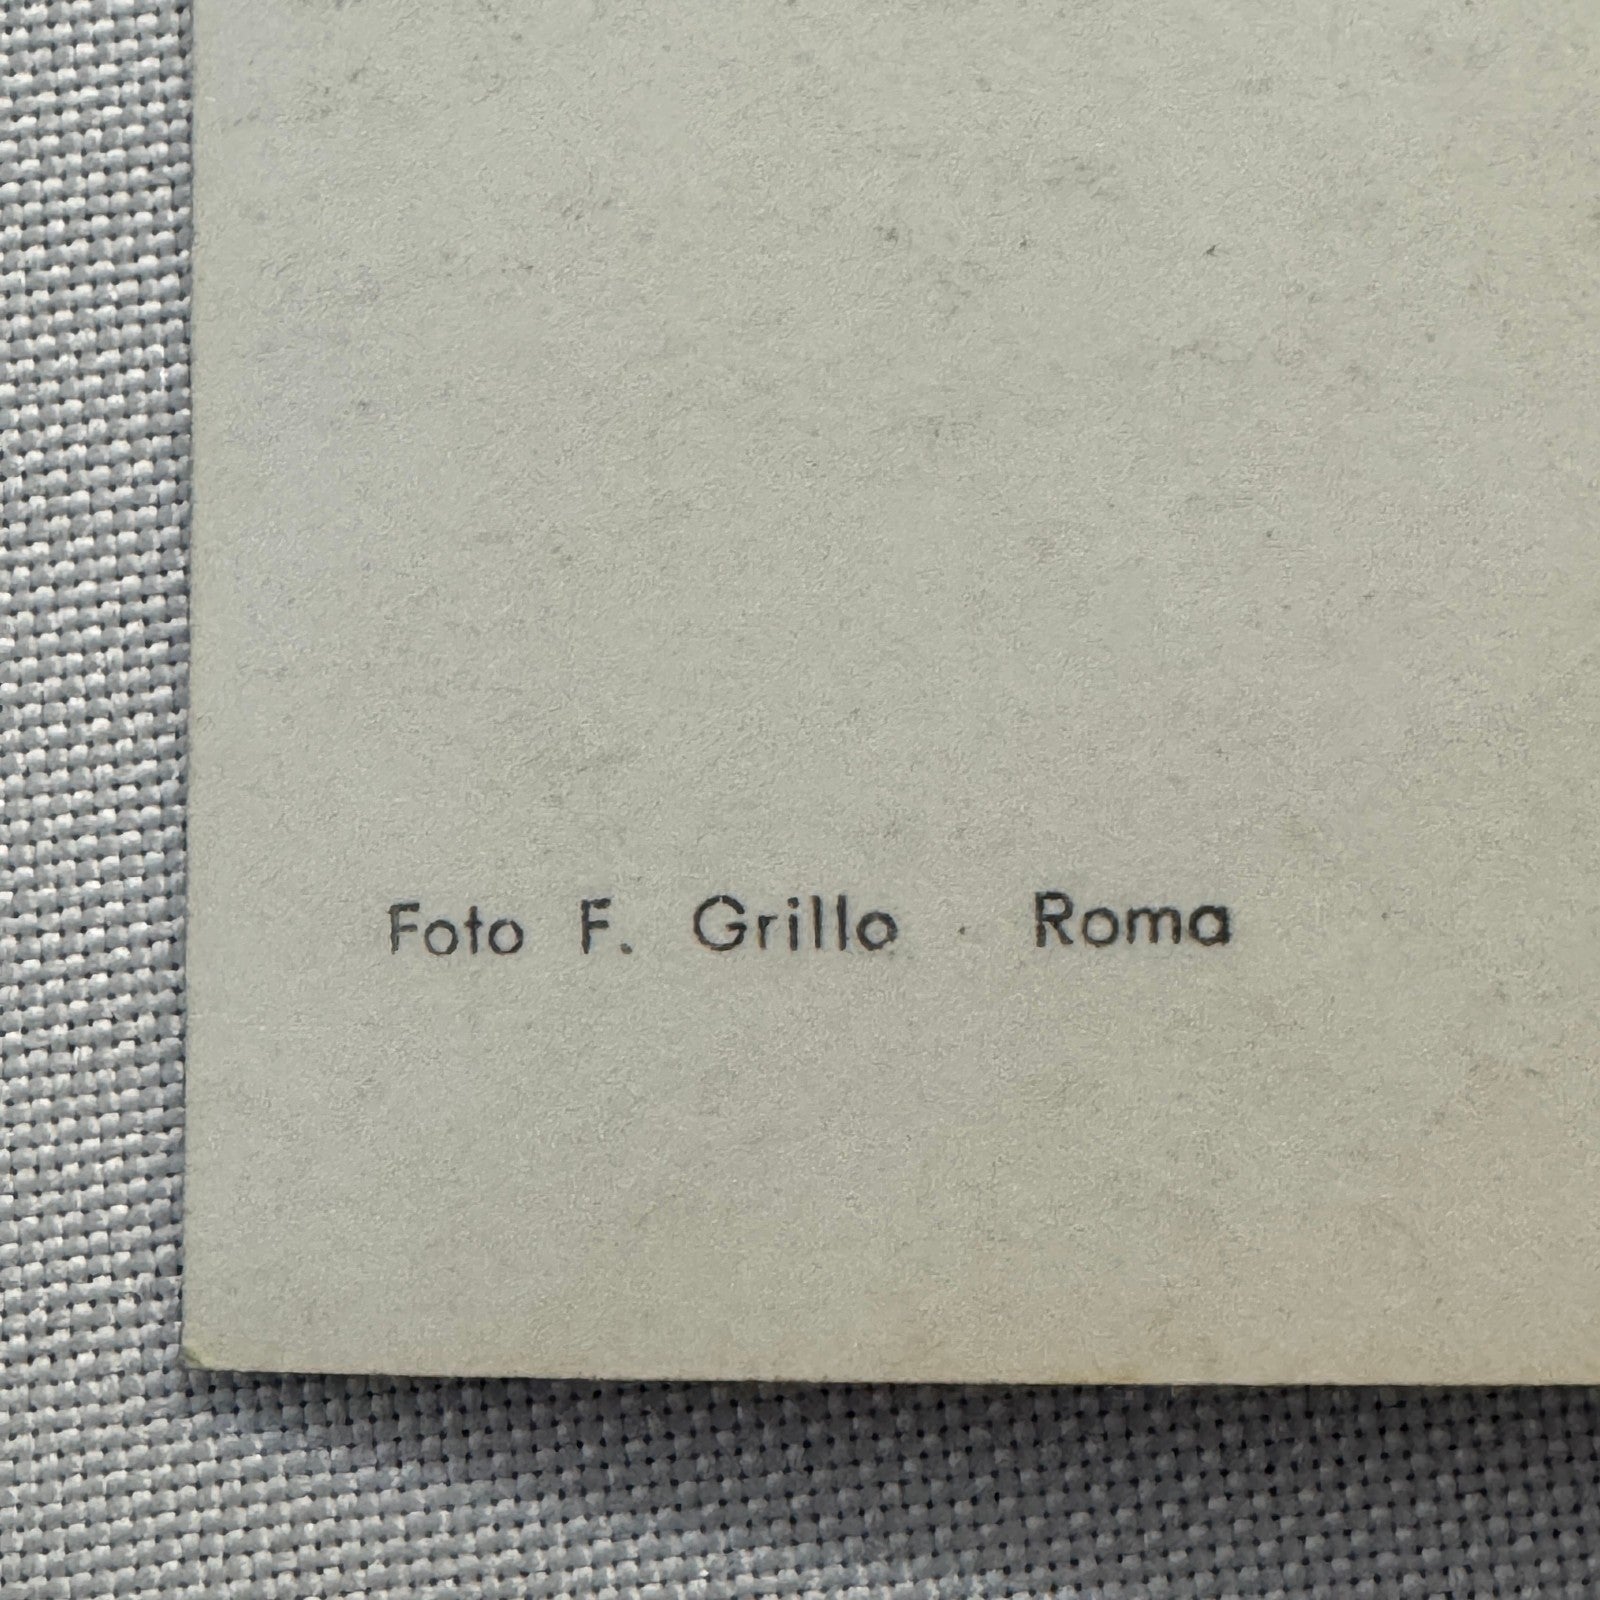 Foto F. Grillo · Roma